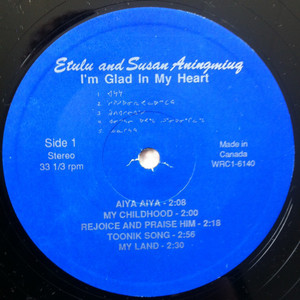 Etulu and Susan Aningmiuq
I'm Glad In My Heart
Side 1
Stereo
33 1/3 rpm
Made in
Canada
WRC1-6140
AIYA AIYA - 2:08
MY CHILDHOOD - 2:00
REJOICE AND PRAISE HIM - 2:18
TOONIK SONG - 2:56
MY LAND - 2:30